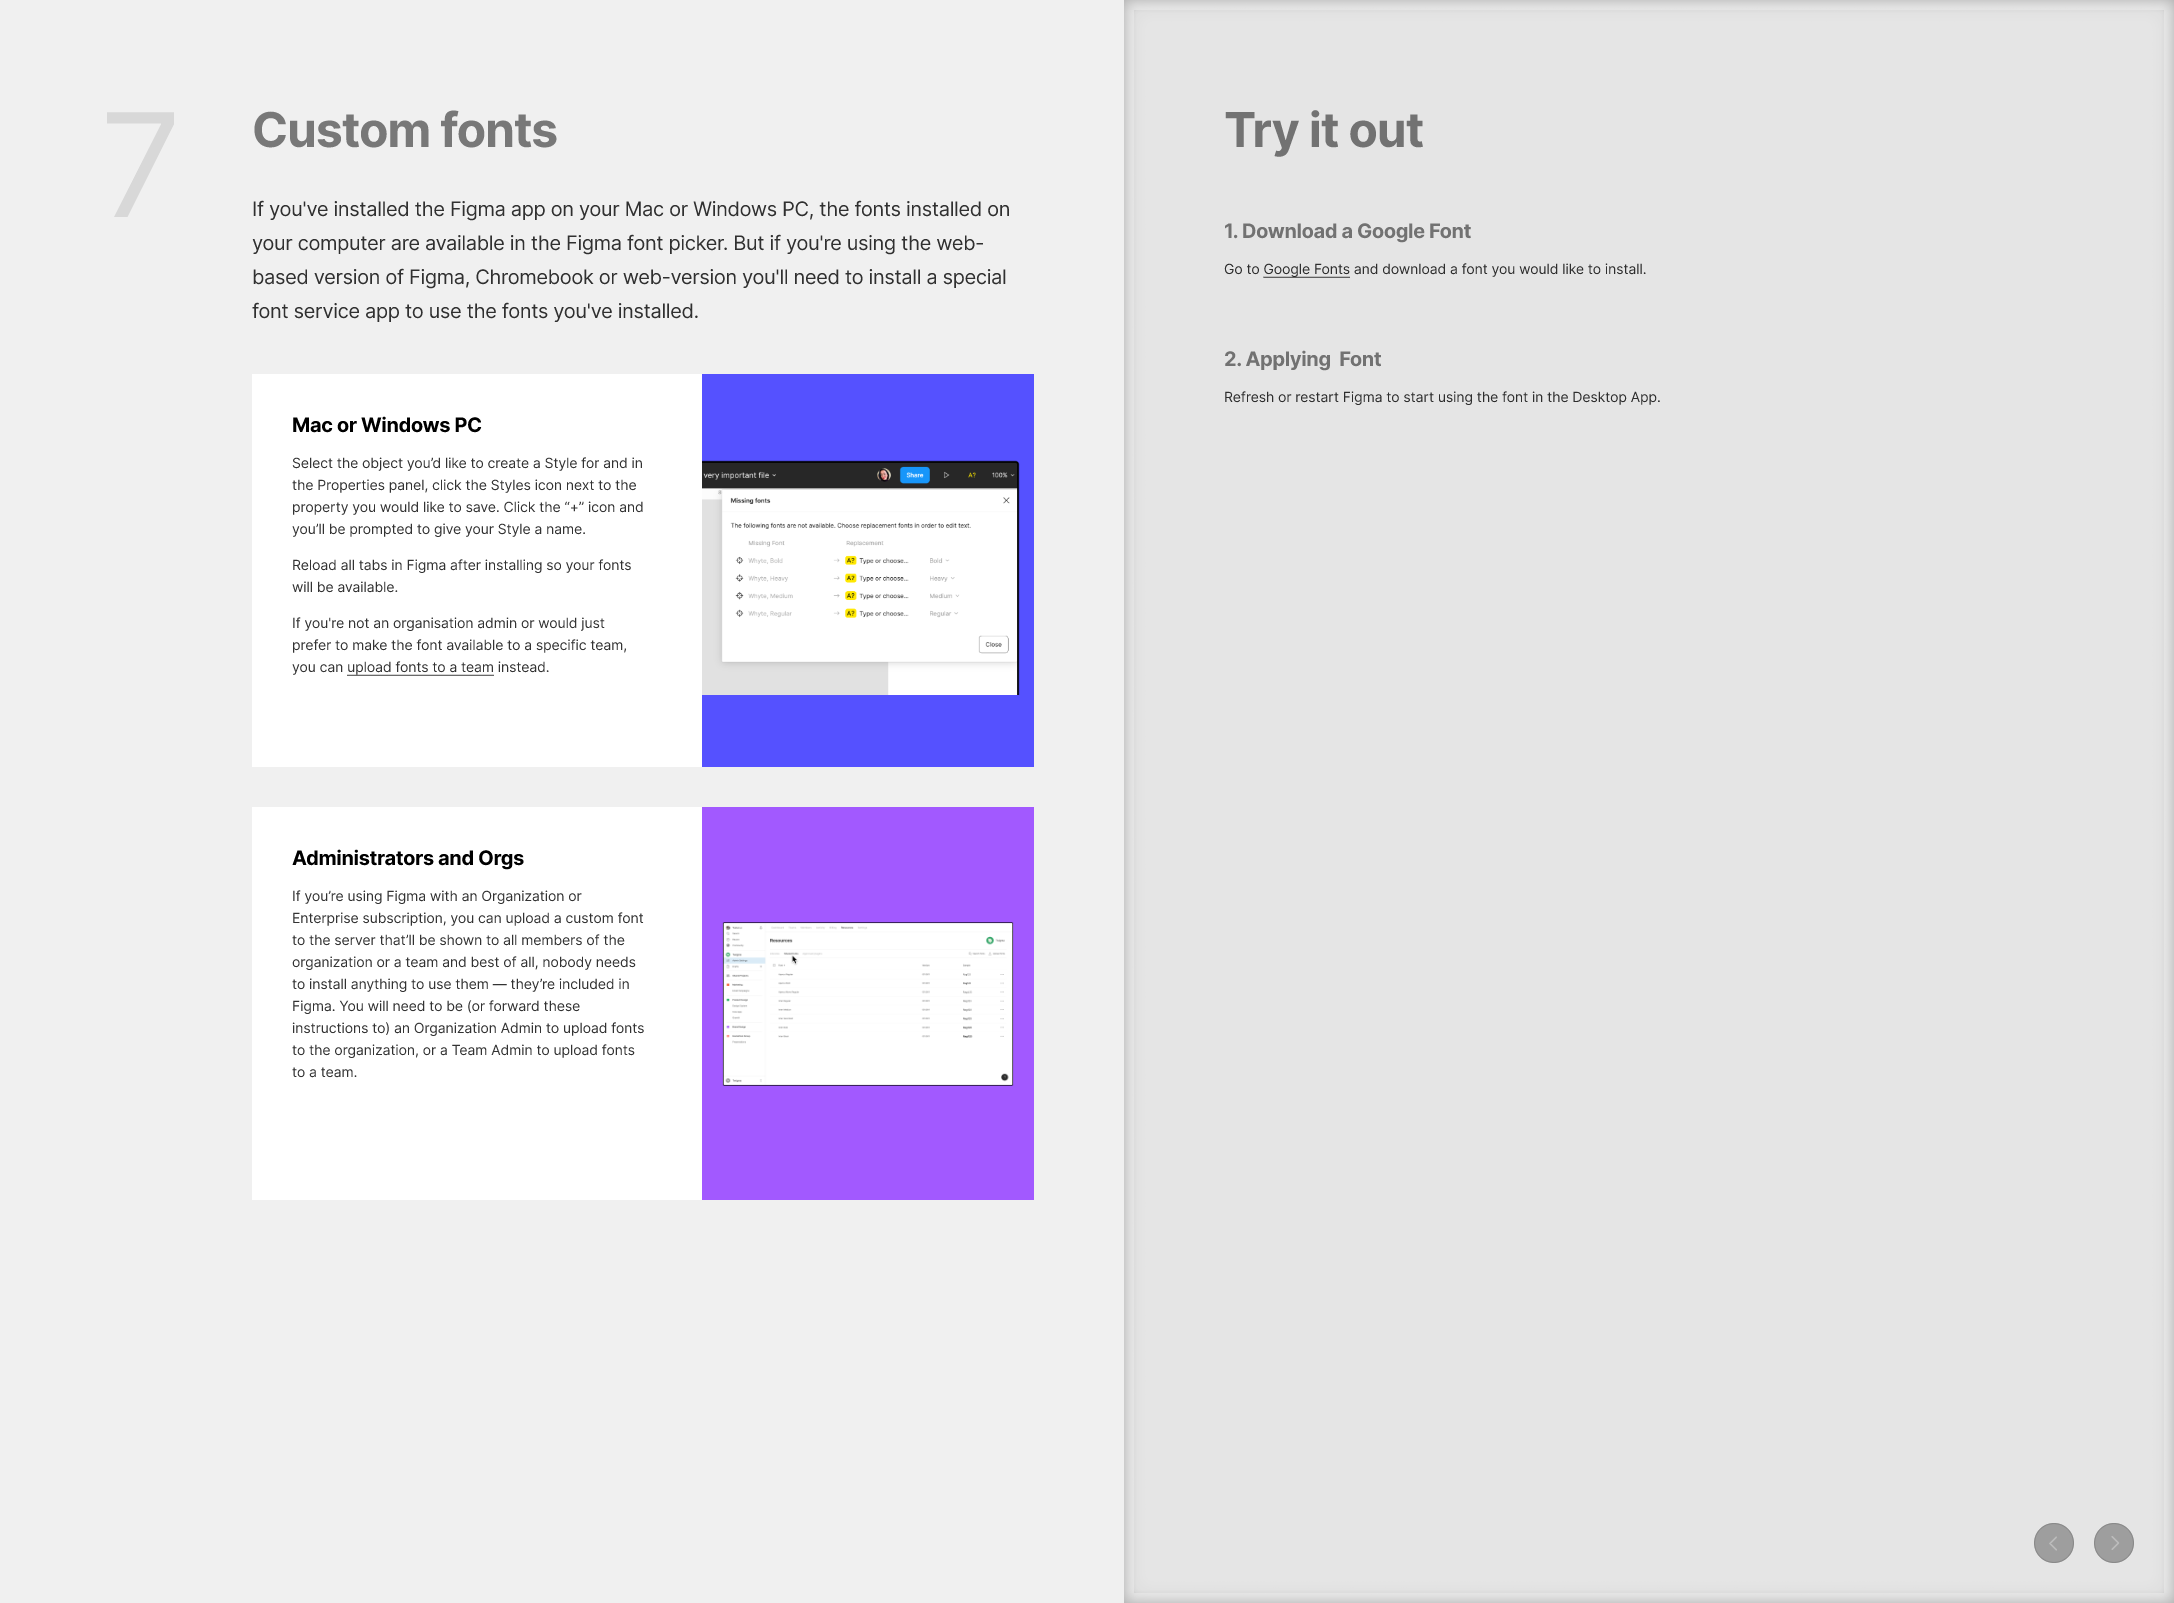 7
Custom fonts
If you've installed the Figma app on your Mac or Windows PC, the fonts installed on
your computer are available in the Figma font picker. But if you're using the web-
based version of Figma, Chromebook or web-version you'll need to install a special
font service app to use the fonts you've installed.
Mac or Windows PC
Select the object you’d like to create a Style for and in
the Properties panel, click the Styles icon next to the
property you would like to save. Click the “+” icon and
you’ll be prompted to give your Style a name.
Reload all tabs in Figma after installing so your fonts
will be available.
If you're not an organisation admin or would just
prefer to make the font available to a specific team,
you can upload fonts to a team instead.
very important file
Share
A?
100%
Missing fonts
The following fonts are not available. Choose replacement fonts in order to edit text.
Missing Font Replacement
Whyte, Bold A? Type or choose... Bold
Whyte, Heavy A? Type or choose... Heavy
Whyte, Medium A? Type or choose... Medium
Whyte, Regular A? Type or choose... Regular
Close
Administrators and Orgs
If you’re using Figma with an Organization or
Enterprise subscription, you can upload a custom font
to the server that’ll be shown to all members of the
organization or a team and best of all, nobody needs
to install anything to use them — they’re included in
Figma. You will need to be (or forward these
instructions to) an Organization Admin to upload fonts
to the organization, or a Team Admin to upload fonts
to a team.
Resources
Try it out
1. Download a Google Font
Go to Google Fonts and download a font you would like to install.
2. Applying  Font
Refresh or restart Figma to start using the font in the Desktop App.